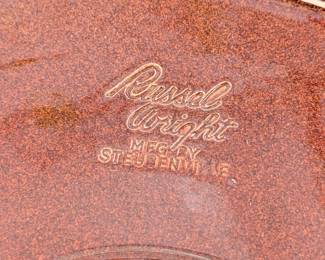 Russel
Wright
MFG. BY
STEUBENVILLE